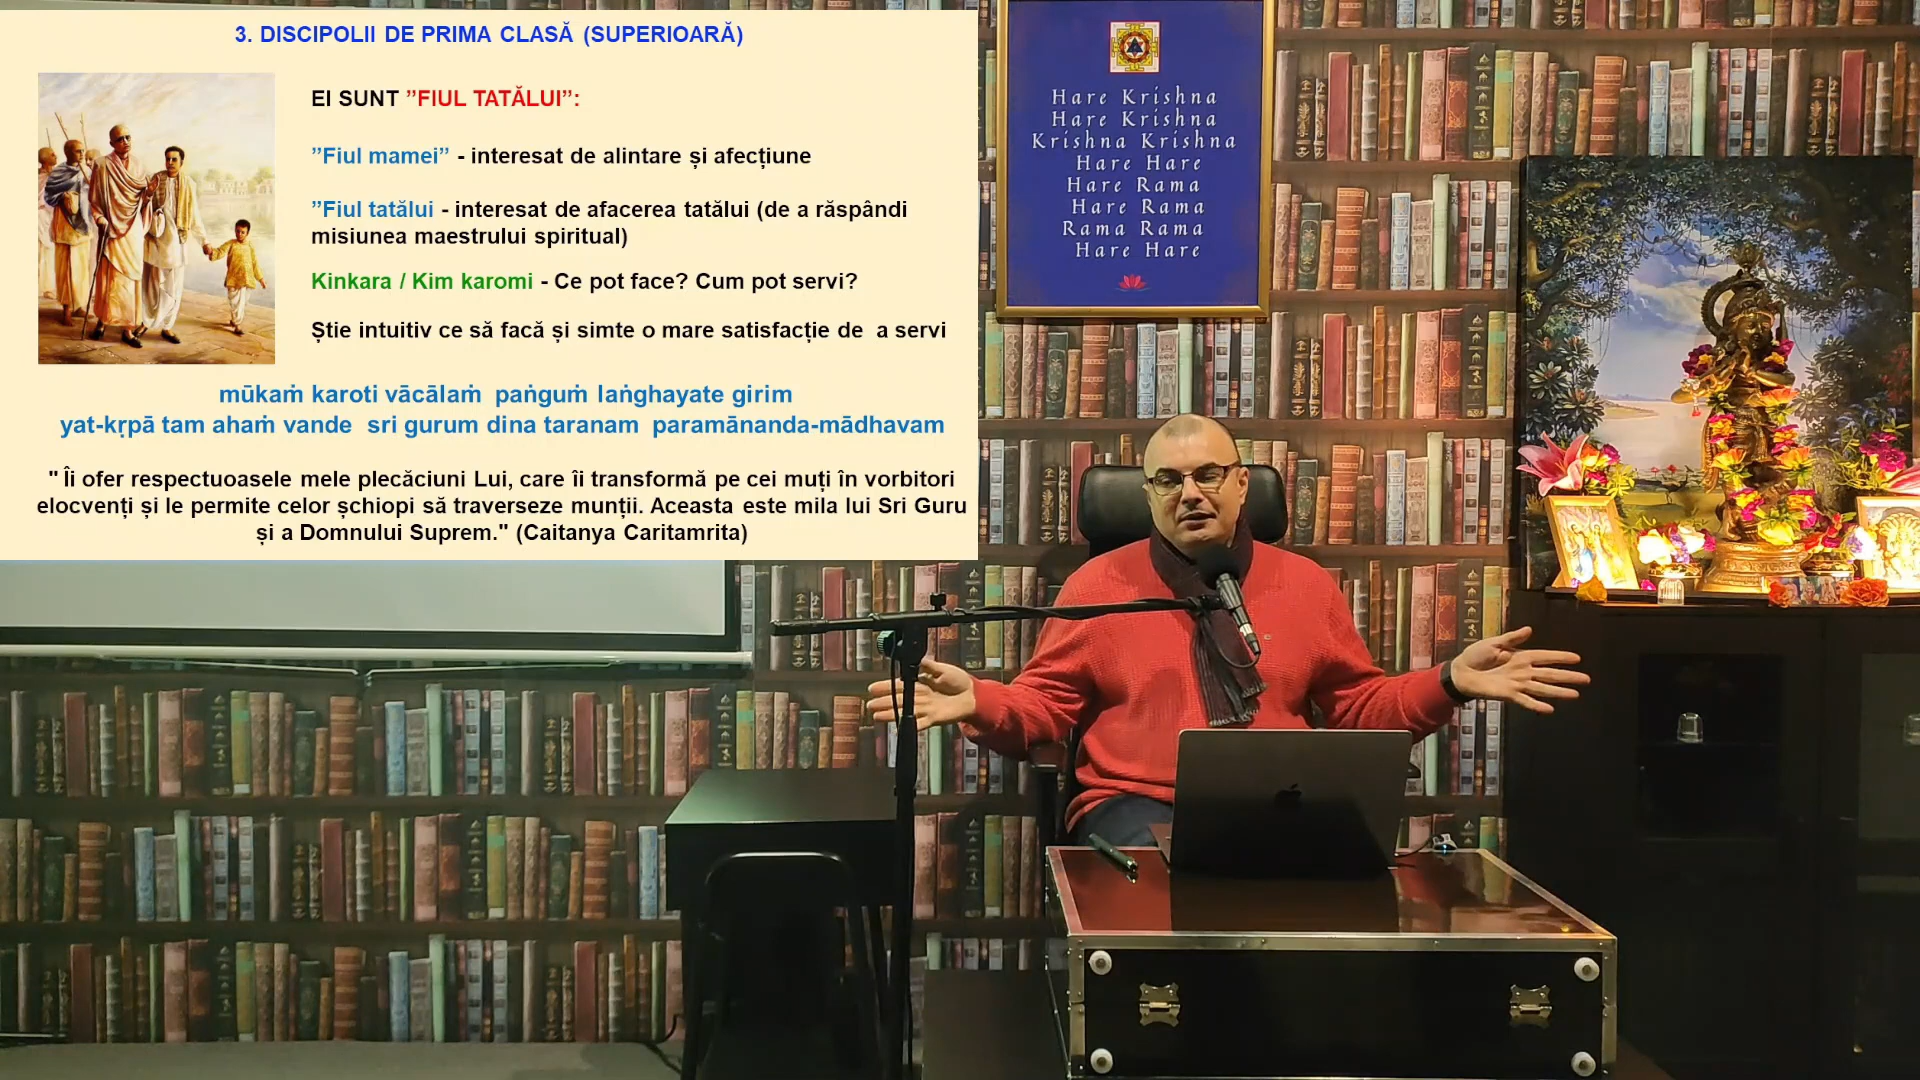 3. DISCIPOLII DE PRIMA CLASĂ (SUPERIOARĂ)
EI SUNT ”FIUL TATĂLUI”:
”Fiul mamei” - interesat de alintare și afecțiune
”Fiul tatălui - interesat de afacerea tatălui (de a răspândi
misiunea maestrului spiritual)
Kinkara / Kim karomi - Ce pot face? Cum pot servi?
Știe intuitiv ce să facă și simte o mare satisfacție de  a servi
mūkaṁ karoti vācālaṁ  paṅguṁ laṅghayate girim
yat-kṛpā tam ahaṁ vande  sri gurum dina taranam  paramānanda-mādhavam
" Îi ofer respectuoasele mele plecăciuni Lui, care îi transformă pe cei muți în vorbitori
elocvenți și le permite celor șchiopi să traverseze munții. Aceasta este mila lui Sri Guru
și a Domnului Suprem." (Caitanya Caritamrita)
Hare Krishna
Hare Krishna
Krishna Krishna
Hare Hare
Hare Rama
Hare Rama
Rama Rama
Hare Hare